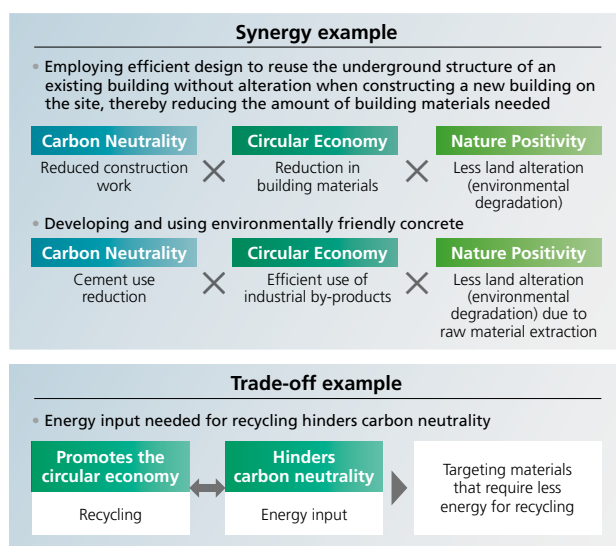 Synergy example
• Employing efficient design to reuse the underground structure of an
existing building without alteration when constructing a new building on
the site, thereby reducing the amount of building materials needed
Carbon Neutrality
Reduced construction
work
×
Circular Economy
Reduction in
building materials
×
Nature Positivity
Less land alteration
(environmental
degradation)
• Developing and using environmentally friendly concrete
Carbon Neutrality
Cement use
reduction
×
Circular Economy
Efficient use of
industrial by-products
×
Nature Positivity
Less land alteration
(environmental
degradation) due to
raw material extraction
Trade-off example
• Energy input needed for recycling hinders carbon neutrality
Promotes the
circular economy
Recycling
Hinders
carbon neutrality
Energy input
Targeting materials
that require less
energy for recycling